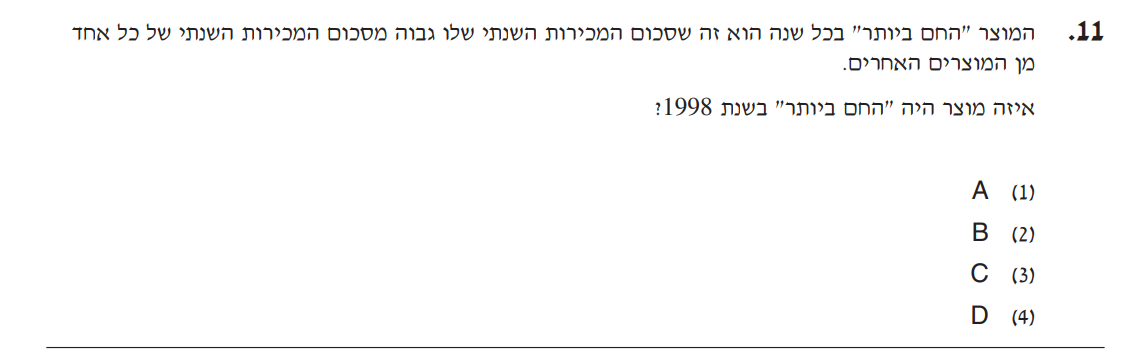 11. המוצר "החם ביותר" בכל שנה הוא זה שסכום המכירות השנתי שלו גבוה מסכום המכירות השנתי של כל אחד
מן המוצרים האחרים.
איזה מוצר היה "החם ביותר" בשנת 1998?
(1) A
(2) B
(3) C
(4) D